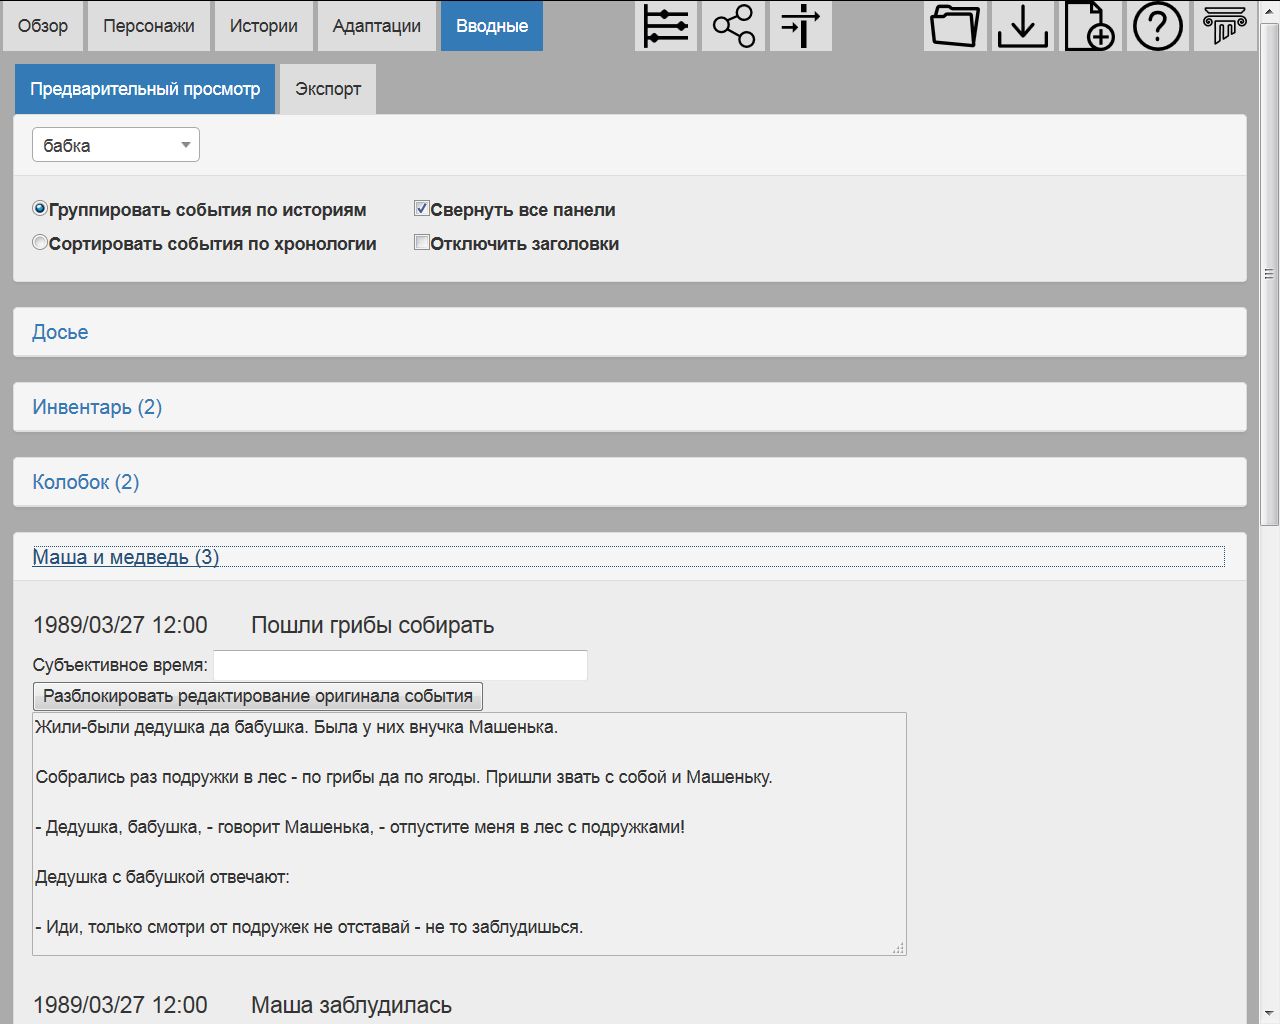 Обзор Персонажи Истории Адаптации Вводные
Предварительный просмотр Экспорт
бабка
Группировать события по историям Свернуть все панели
Сортировать события по хронологии Отключить заголовки
Досье
Инвентарь (2)
Колобок (2)
Маша и медведь (3)
1989/03/27 12:00 Пошли грибы собирать
Субъективное время:
Разблокировать редактирование оригинала события
Жили-были дедушка да бабушка. Была у них внучка Машенька.
Собрались раз подружки в лес - по грибы да по ягоды. Пришли звать с собой и Машеньку.
- Дедушка, бабушка, - говорит Машенька, - отпустите меня в лес с подружками!
Дедушка с бабушкой отвечают:
- Иди, только смотри от подружек не отставай - не то заблудишься.
1989/03/27 12:00 Маша заблудилась